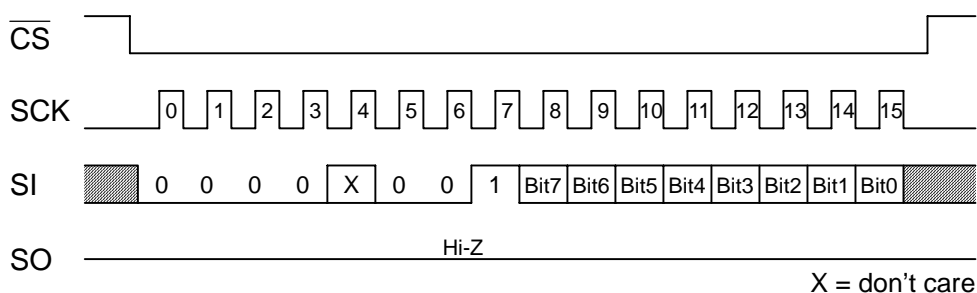 CS
SCK 0 1 2 3 4 5 6 7 8 9 10 11 12 13 14 15
SI 0 0 0 0 X 0 0 1 Bit7 Bit6 Bit5 Bit4 Bit3 Bit2 Bit1 Bit0
Hi-Z
SO
X = don't care